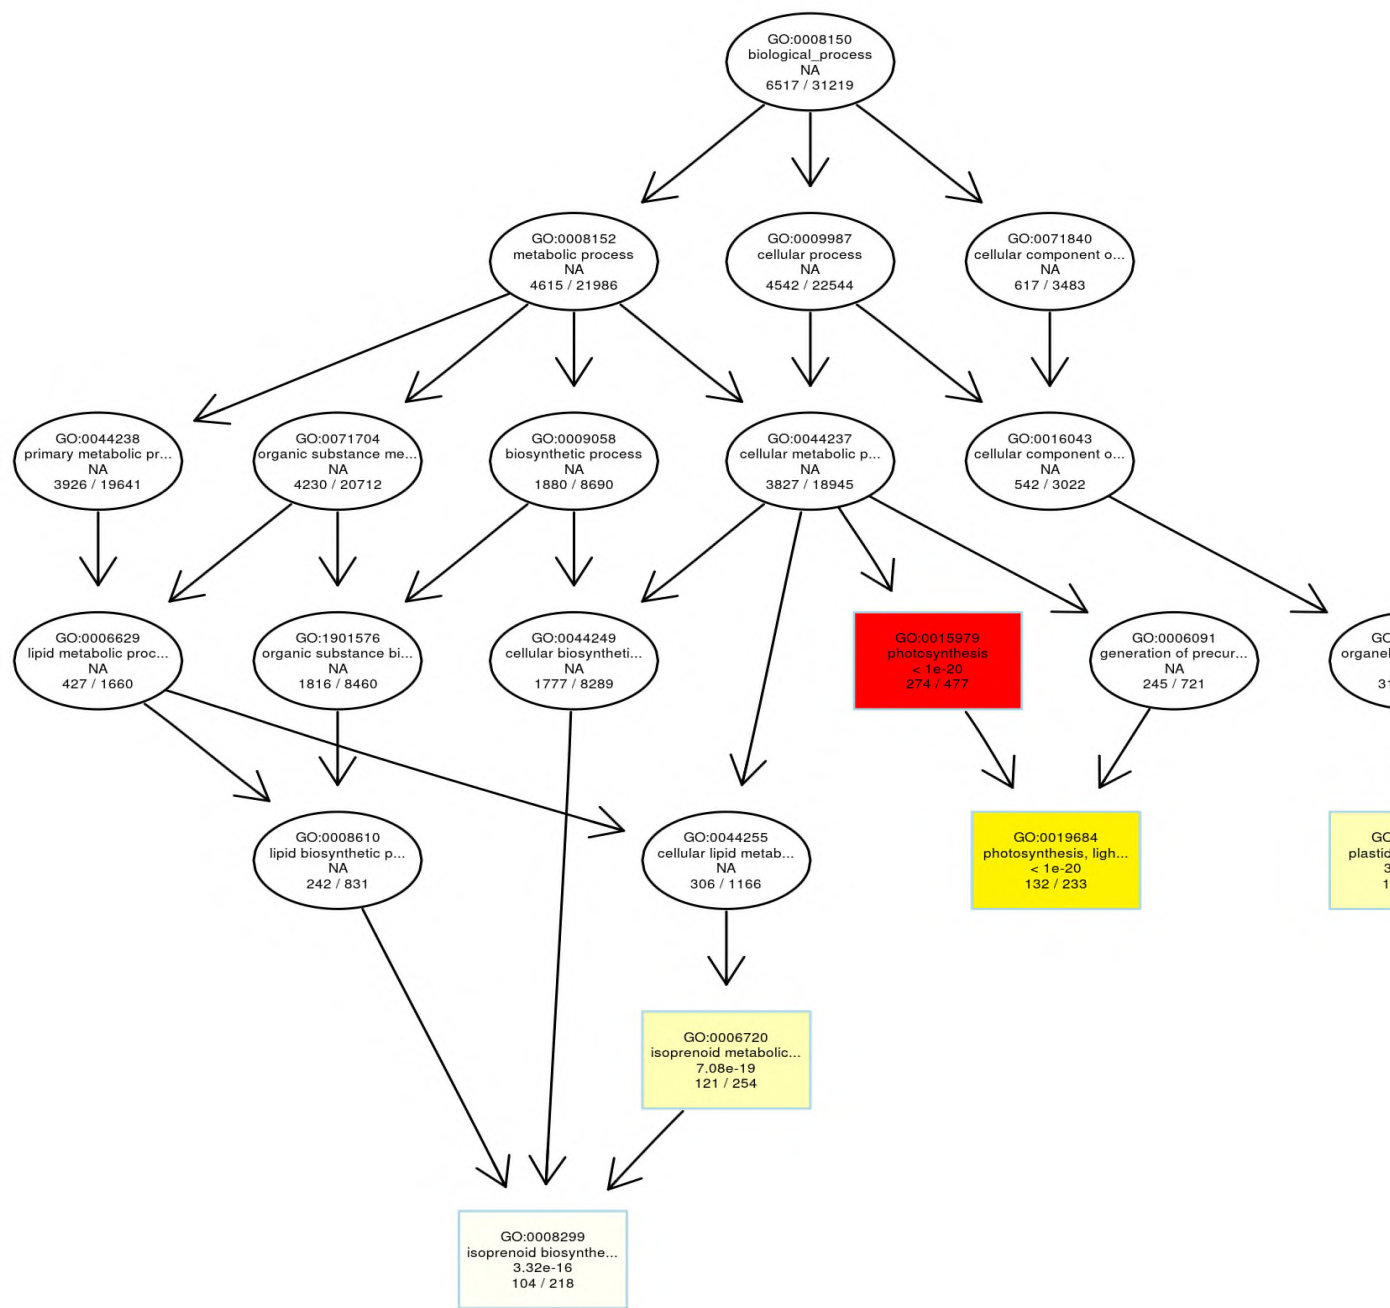 GO:0008150
biological_process
NA
6517 / 31219
GO:0008152
metabolic process
NA
4615 / 21986
GO:0009987
cellular process
NA
4542 / 22544
GO:0071840
cellular component o...
NA
617 / 3483
GO:0044238
primary metabolic pr...
NA
3926 / 19641
GO:0071704
organic substance me...
NA
4230 / 20712
GO:0009058
biosynthetic process
NA
1880 / 8690
GO:0044237
cellular metabolic p...
NA
3827 / 18945
GO:0016043
cellular component o...
NA
542 / 3022
GO:0006629
lipid metabolic proc...
NA
427 / 1660
GO:1901576
organic substance bi...
NA
1816 / 8460
GO:0044249
cellular biosyntheti...
NA
1777 / 8289
GO:0015979
photosynthesis
< 1e-20
274 / 477
GO:0006091
generation of precur...
NA
245 / 721
GO
organel
31
GO:0008610
lipid biosynthetic p...
NA
242 / 831
GO:0044255
cellular lipid metab...
NA
306 / 1166
GO:0019684
photosynthesis, ligh...
< 1e-20
132 / 233
GO
plastid
3
1
GO:0006720
isoprenoid metabolic...
7.08e-19
121 / 254
GO:0008299
isoprenoid biosynthe...
3.32e-16
104 / 218